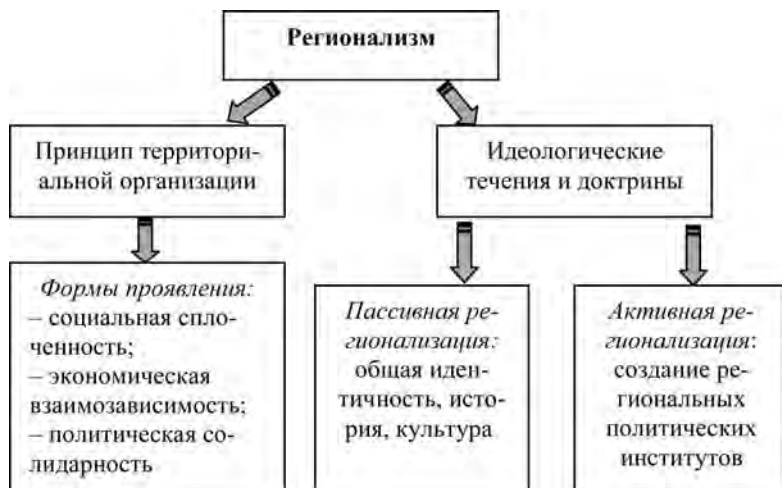 Регионализм
Принцип территори-
альной организации
Идеологические
течения и доктрины
Формы проявления:
– социальная спло-
ченность;
– экономическая
взаимозависимость;
– политическая со-
лидарность
Пассивная ре-
гионализация:
общая иден-
тичность, исто-
рия, культура
Активная ре-
гионализация:
создание ре-
гиональных
политических
институтов